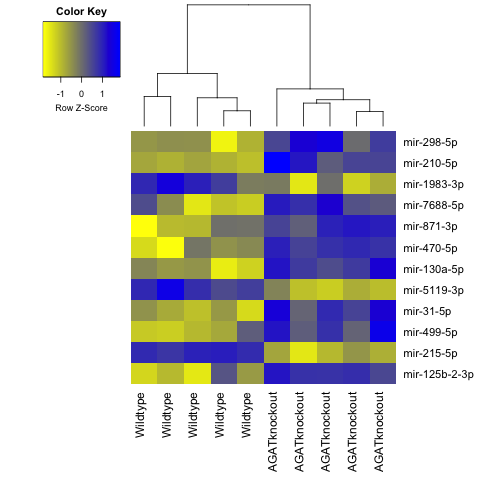 Color Key
-1 0 1
Row Z-Score
mir-298-5p
mir-210-5p
mir-1983-3p
mir-7688-5p
mir-871-3p
mir-470-5p
mir-130a-5p
mir-5119-3p
mir-31-5p
mir-499-5p
mir-215-5p
mir-125b-2-3p
Wildtype
Wildtype
Wildtype
Wildtype
Wildtype
AGATknockout
AGATknockout
AGATknockout
AGATknockout
AGATknockout